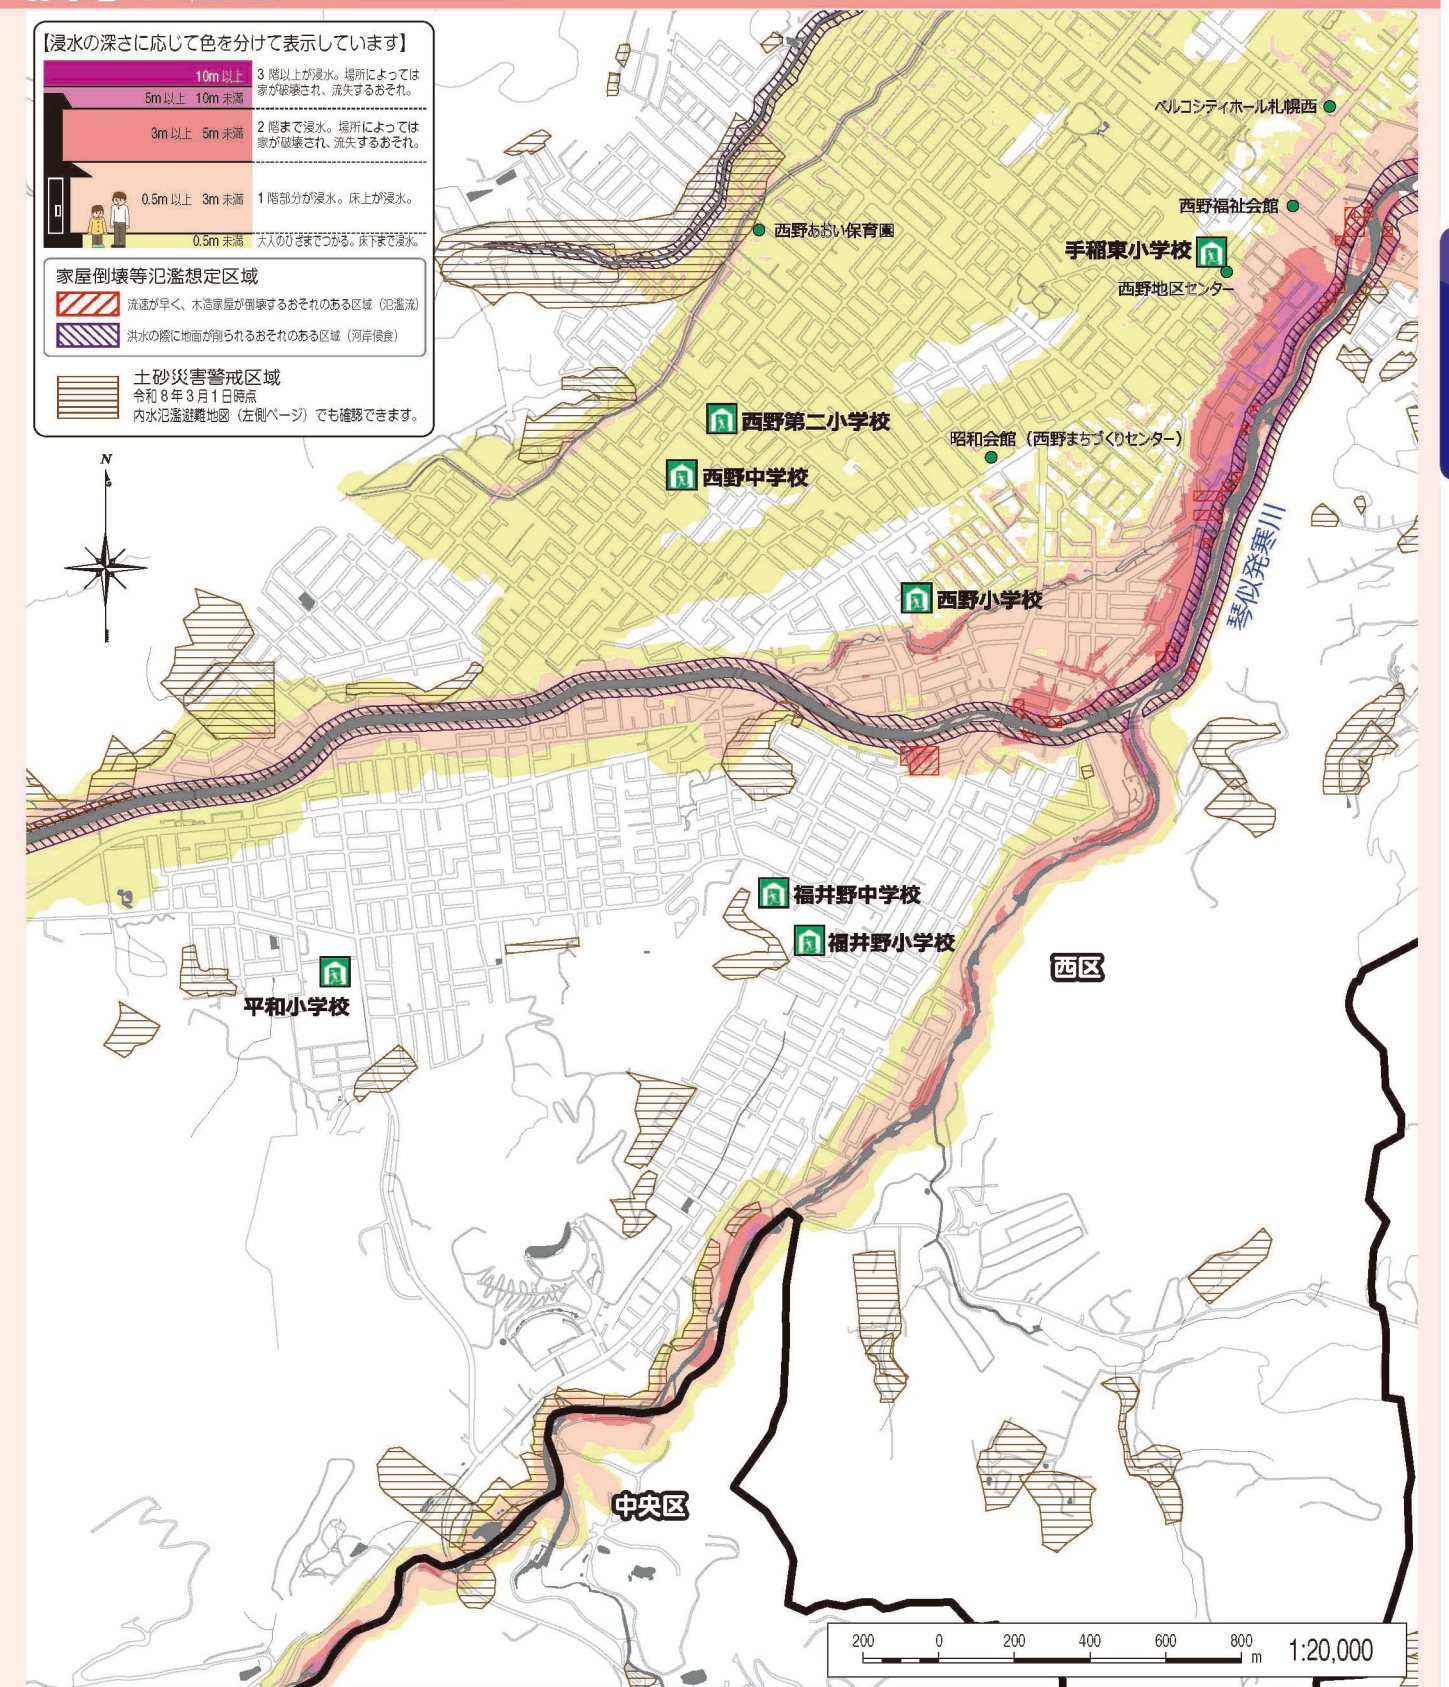 【浸水の深さに応じて色を分けて表示しています】
10m 以上
3 階以上が浸水。場所によっては
家が破壊され、流失するおそれ。
5m 以上 10m 未満
3m 以上 5m 未満
2 階まで浸水。場所によっては
家が破壊され、流失するおそれ。
0.5m 以上 3m 未満
1 階部分が浸水。床上が浸水。
0.5m 未満
大人のひざまでつかる。床下まで浸水。
家屋倒壊等氾濫想定区域
流速が早く、木造家屋が倒壊するおそれのある区域（氾濫流）
洪水の際に地面が削られるおそれのある区域（河岸侵食）
土砂災害警戒区域
令和8年3月1日時点
内水氾濫避難地図（左側ページ）でも確認できます。
N
ベルコシティホール札幌西
西野福祉会館
西野あおい保育園
手稲東小学校
西野地区センター
西野第二小学校
昭和会館（西野まちづくりセンター）
西野中学校
琴似発寒川
西野小学校
福井野中学校
福井野小学校
西区
平和小学校
中央区
200 0 200 400 600 800 m
1:20,000